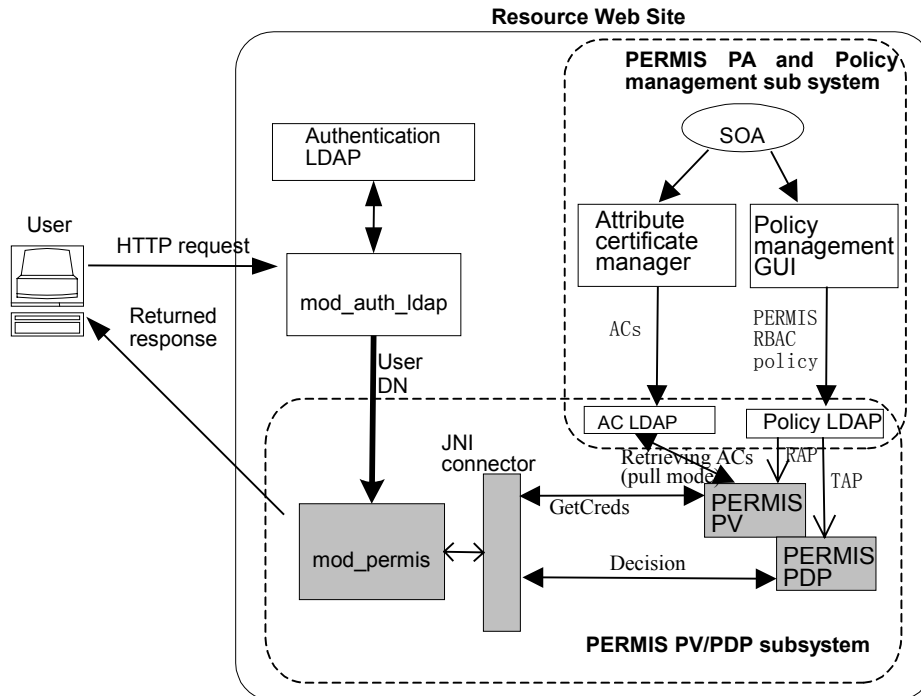 Resource Web Site
PERMIS PA and Policy
management sub system
SOA
Authentication
LDAP
User
HTTP request
Attribute
certificate
manager
Policy
management
GUI
mod_auth_ldap
Returned
response
ACs
PERMIS
RBAC
policy
User
DN
AC LDAP
Policy LDAP
JNI
connector
Retrieving ACs
(pull mode)
RAP
TAP
GetCreds
PERMIS
PV
mod_permis
Decision
PERMIS
PDP
PERMIS PV/PDP subsystem